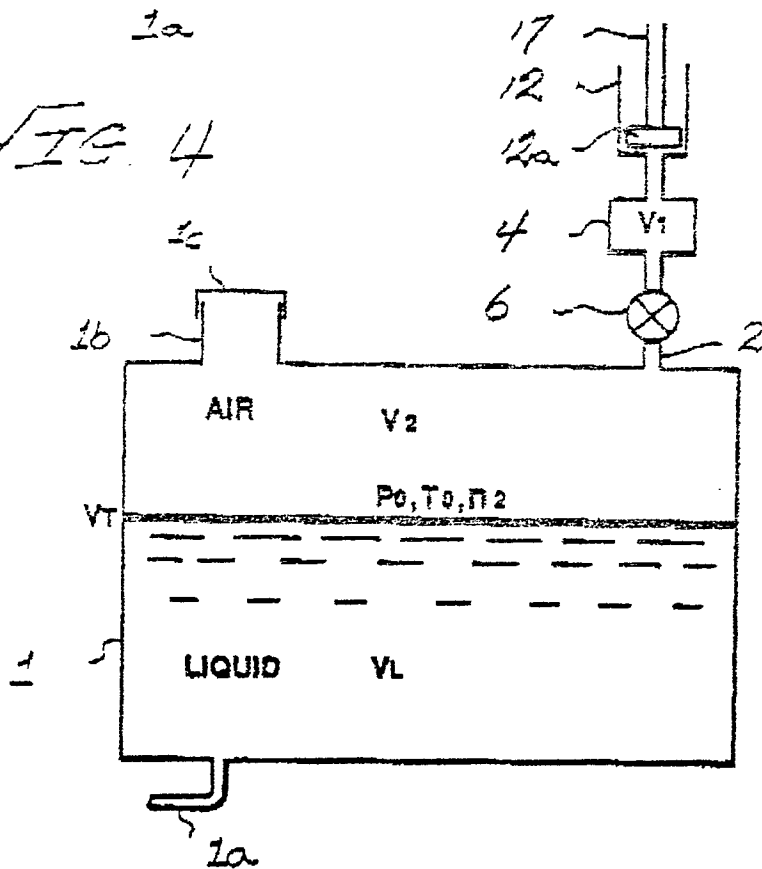 1a
17
FIG. 4
12
12a
1c
4
V1
6
1b
2
AIR
V2
P0, T0, n2
VT
1
LIQUID
VL
1a